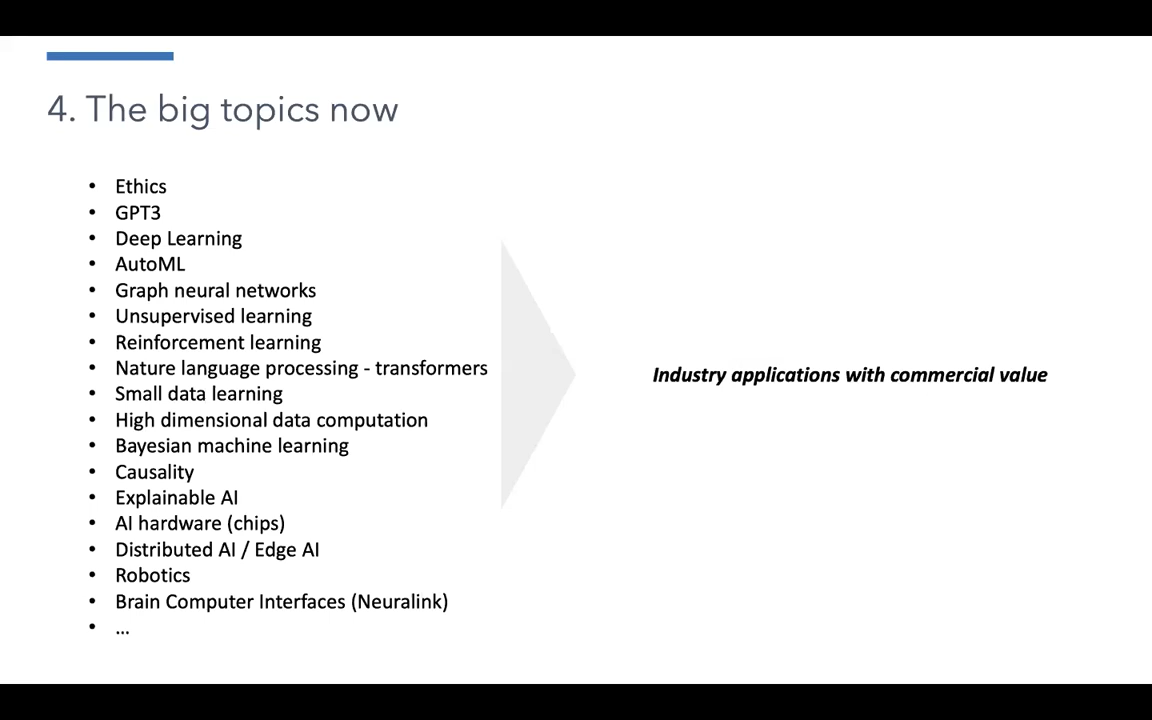 4. The big topics now
• Ethics
• GPT3
• Deep Learning
• AutoML
• Graph neural networks
• Unsupervised learning
• Reinforcement learning
• Nature language processing - transformers
• Small data learning
• High dimensional data computation
• Bayesian machine learning
• Causality
• Explainable AI
• AI hardware (chips)
• Distributed AI / Edge AI
• Robotics
• Brain Computer Interfaces (Neuralink)
• ...
Industry applications with commercial value